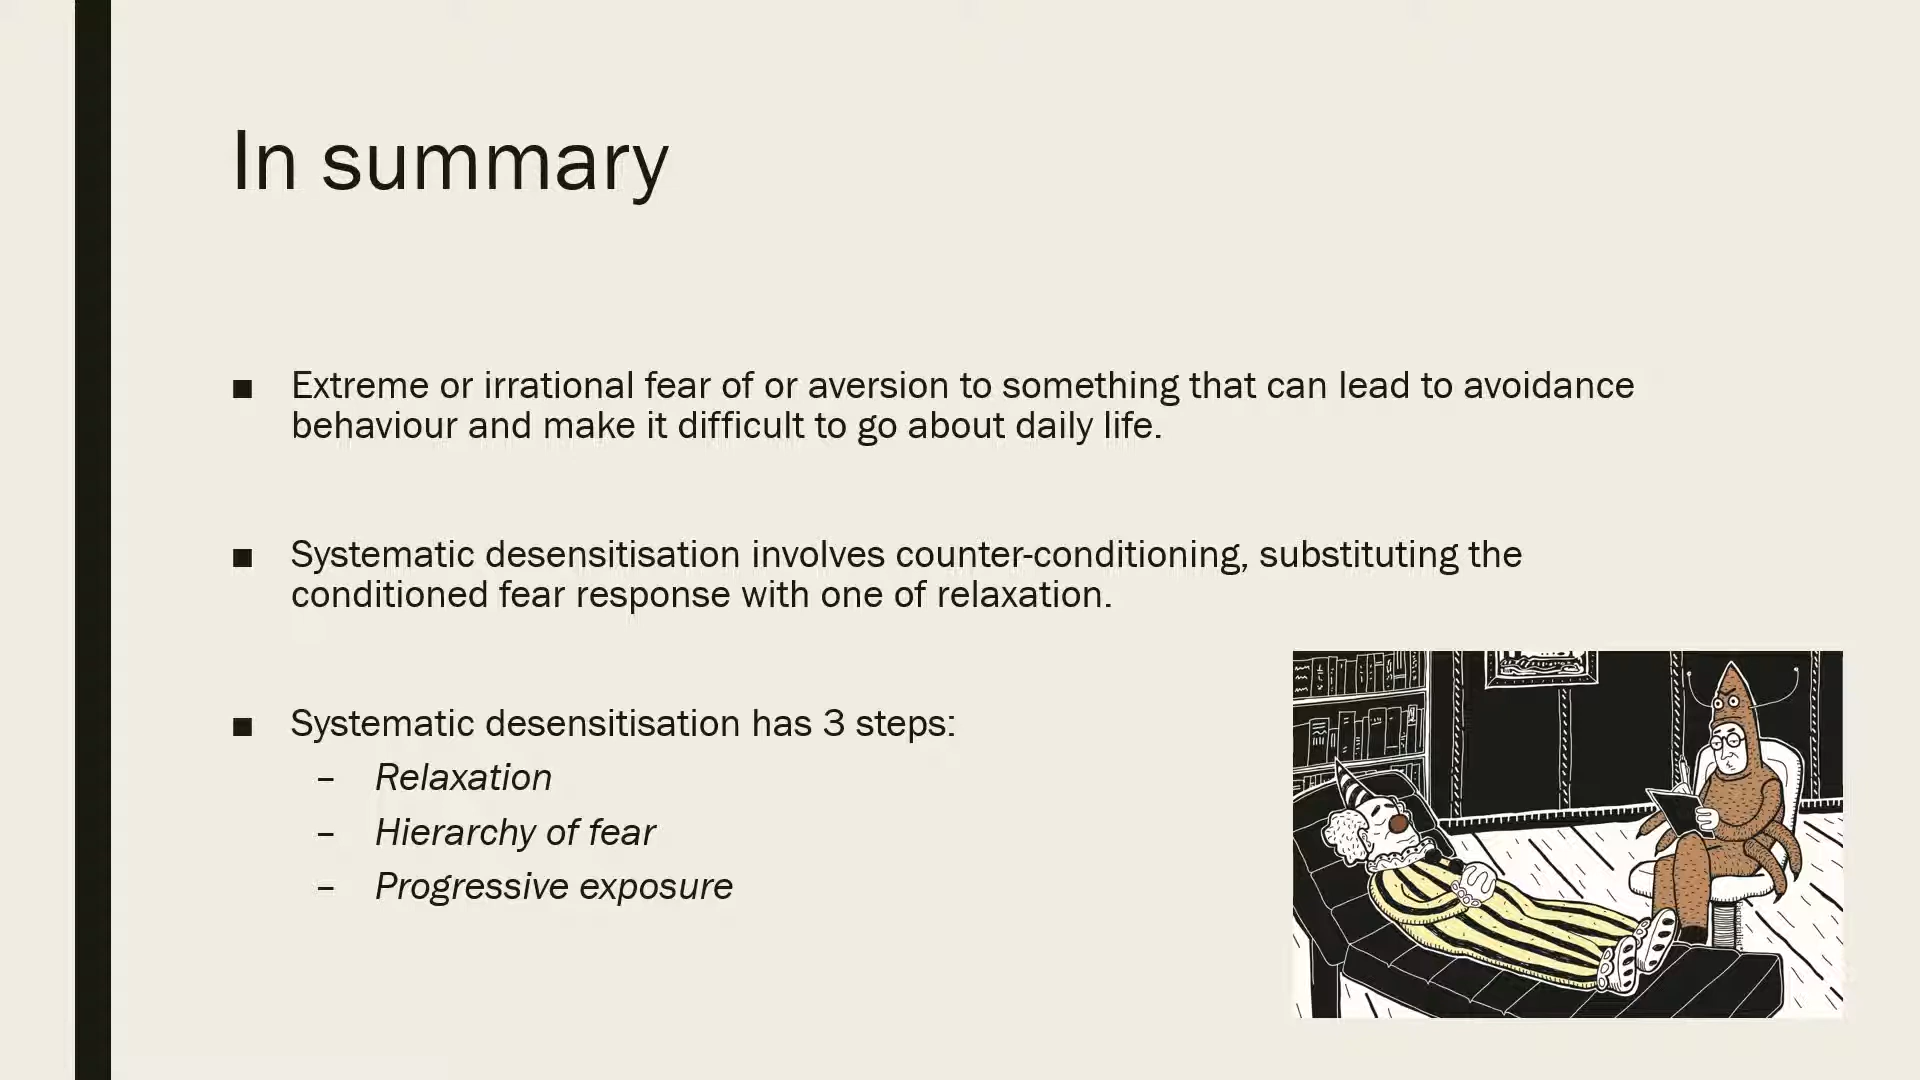 In summary
■ Extreme or irrational fear of or aversion to something that can lead to avoidance
behaviour and make it difficult to go about daily life.
■ Systematic desensitisation involves counter-conditioning, substituting the
conditioned fear response with one of relaxation.
■ Systematic desensitisation has 3 steps:
– Relaxation
– Hierarchy of fear
– Progressive exposure